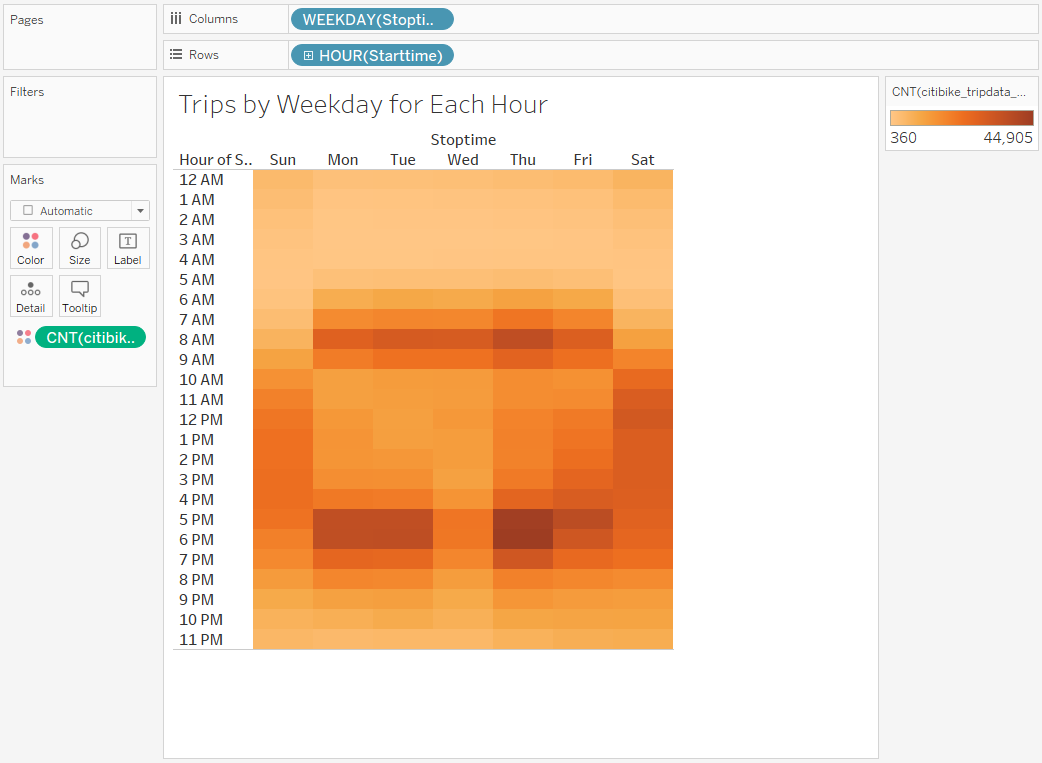 Pages
Columns
WEEKDAY(Stopti..
Rows
HOUR(Starttime)
Filters
Marks
Automatic
Color
Size
Label
Detail
Tooltip
CNT(citibik..
Trips by Weekday for Each Hour
Stoptime
Hour of S.. Sun Mon Tue Wed Thu Fri Sat
12 AM
1 AM
2 AM
3 AM
4 AM
5 AM
6 AM
7 AM
8 AM
9 AM
10 AM
11 AM
12 PM
1 PM
2 PM
3 PM
4 PM
5 PM
6 PM
7 PM
8 PM
9 PM
10 PM
11 PM
CNT(citibike_tripdata_...
360 44,905